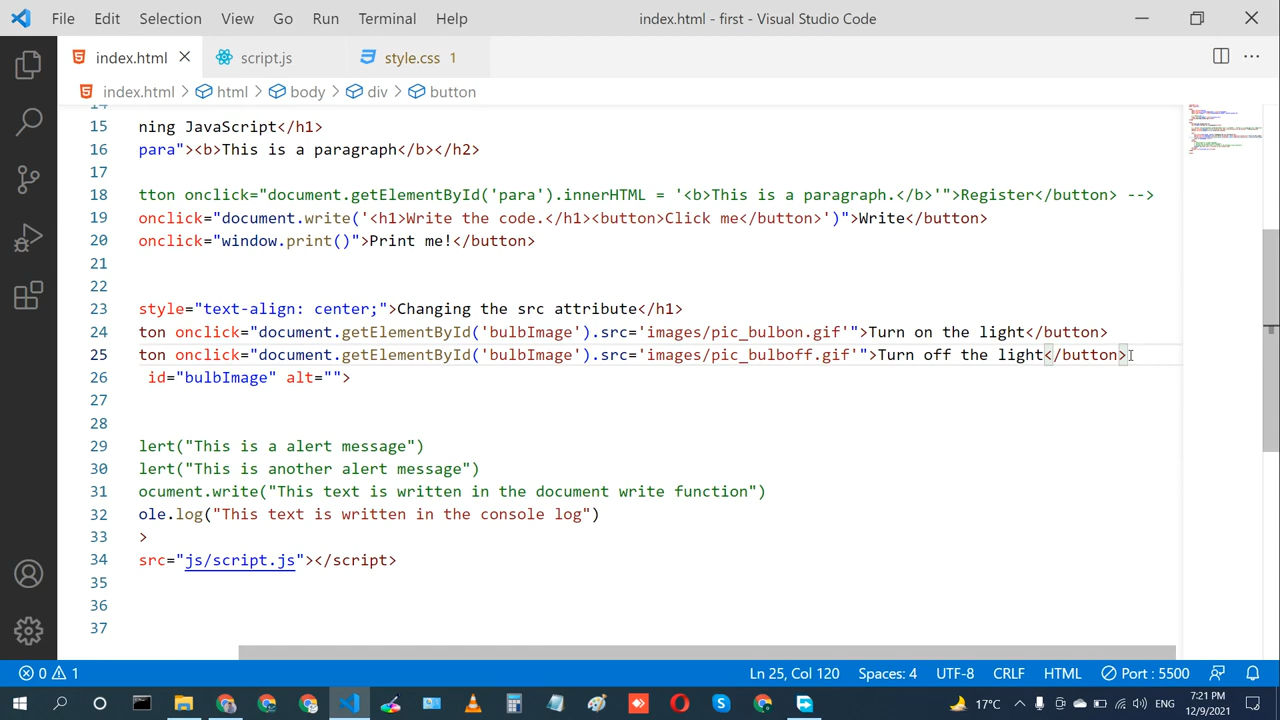 File Edit Selection View Go Run Terminal Help index.html - first - Visual Studio Code
index.html script.js style.css 1
index.html > html > body > div > button
14
15 ning JavaScript</h1>
16 para"><b>This is a paragraph</b></h2>
17
18 tton onclick="document.getElementById('para').innerHTML = '<b>This is a paragraph.</b>'">Register</button> -->
19 onclick="document.write('<h1>Write the code.</h1><button>Click me</button>')">Write</button>
20 onclick="window.print()">Print me!</button>
21
22
23 style="text-align: center;">Changing the src attribute</h1>
24 ton onclick="document.getElementById('bulbImage').src='images/pic_bulbon.gif'">Turn on the light</button>
25 ton onclick="document.getElementById('bulbImage').src='images/pic_bulboff.gif'">Turn off the light</button>
26 id="bulbImage" alt="">
27
28
29 lert("This is a alert message")
30 lert("This is another alert message")
31 ocument.write("This text is written in the document write function")
32 ole.log("This text is written in the console log")
33 >
34 src="js/script.js"></script>
35
36
37
0 1 Ln 25, Col 120 Spaces: 4 UTF-8 CRLF HTML Port : 5500
17°C ENG 7:21 PM
12/9/2021